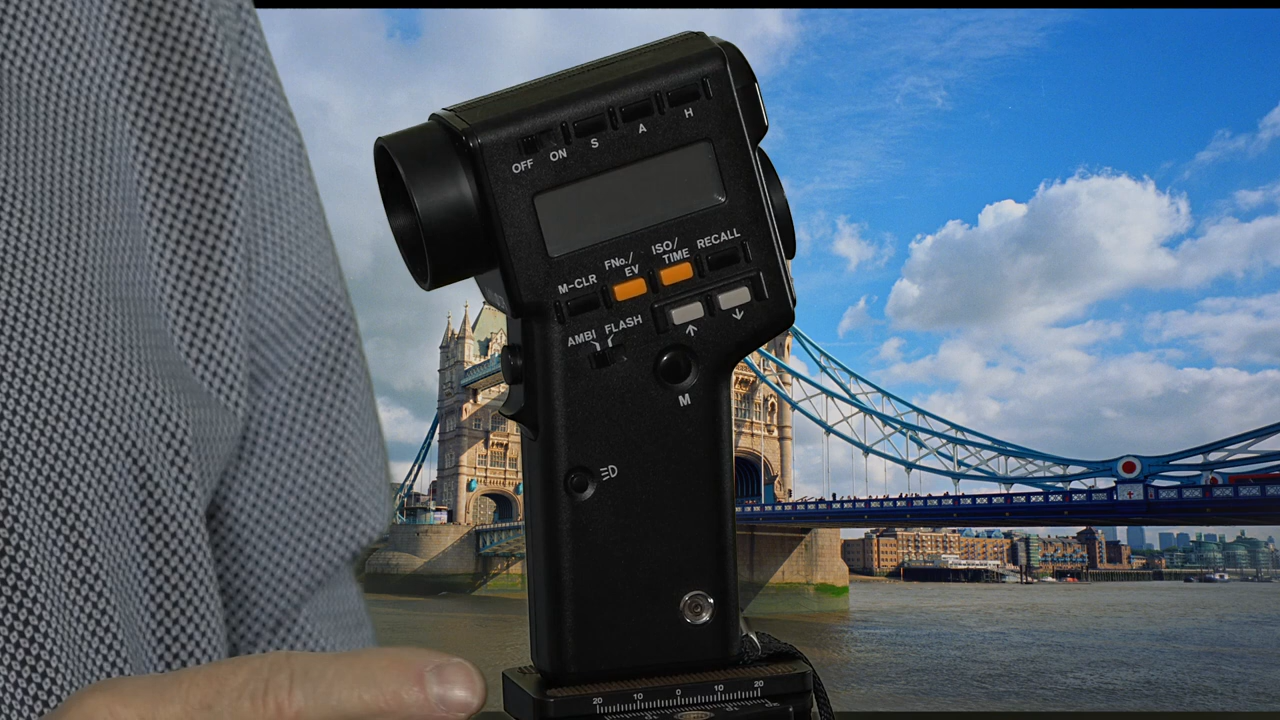 OFF ON S A H
M-CLR FNo./EV ISO/TIME RECALL
AMBI FLASH
M
20 10 0 10 20